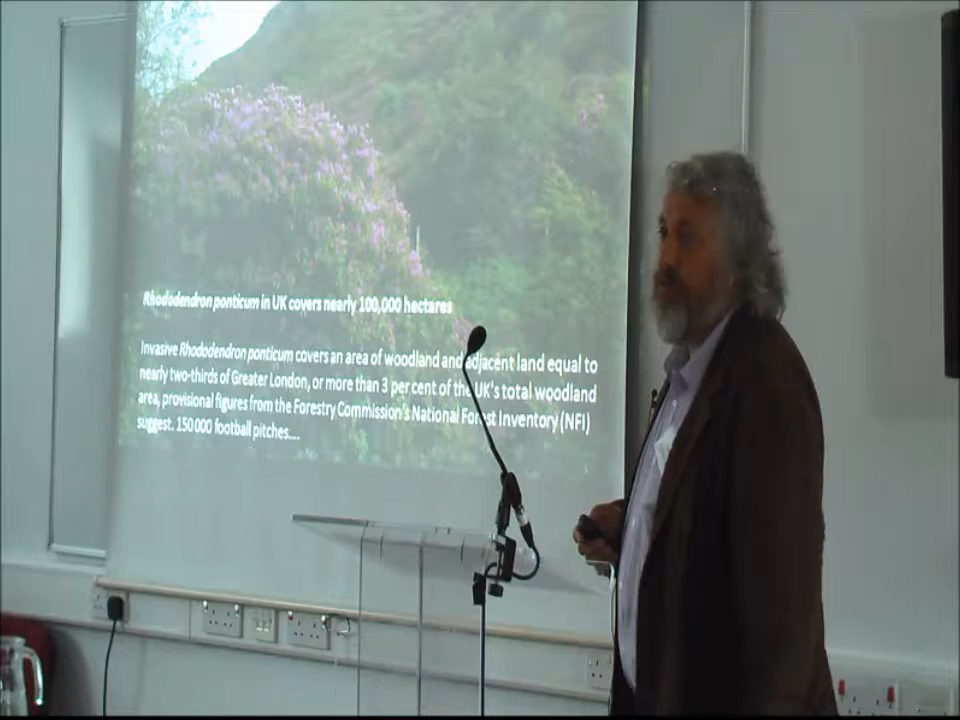 Rhododendron ponticum in UK covers nearly 100,000 hectares
Invasive Rhododendron ponticum covers an area of woodland and adjacent land equal to
nearly two-thirds of Greater London, or more than 3 per cent of the UK's total woodland
area, provisional figures from the Forestry Commission's National Forest Inventory (NFI)
suggest. 150 000 football pitches....